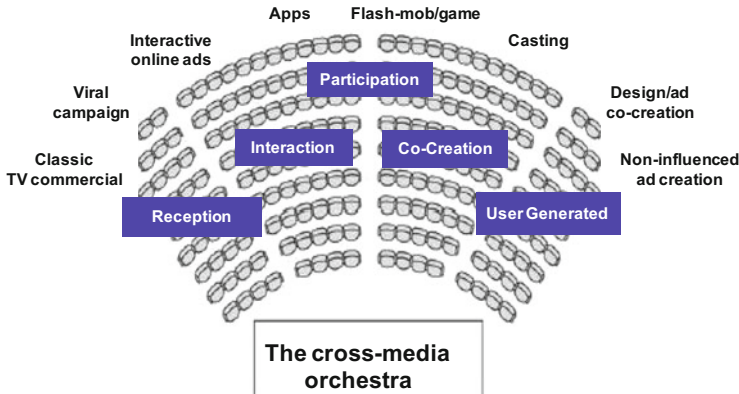 Apps
Flash-mob/game
Interactive
online ads
Casting
Participation
Viral
campaign
Design/ad
co-creation
Interaction
Co-Creation
Classic
TV commercial
Non-influenced
ad creation
Reception
User Generated
The cross-media
orchestra